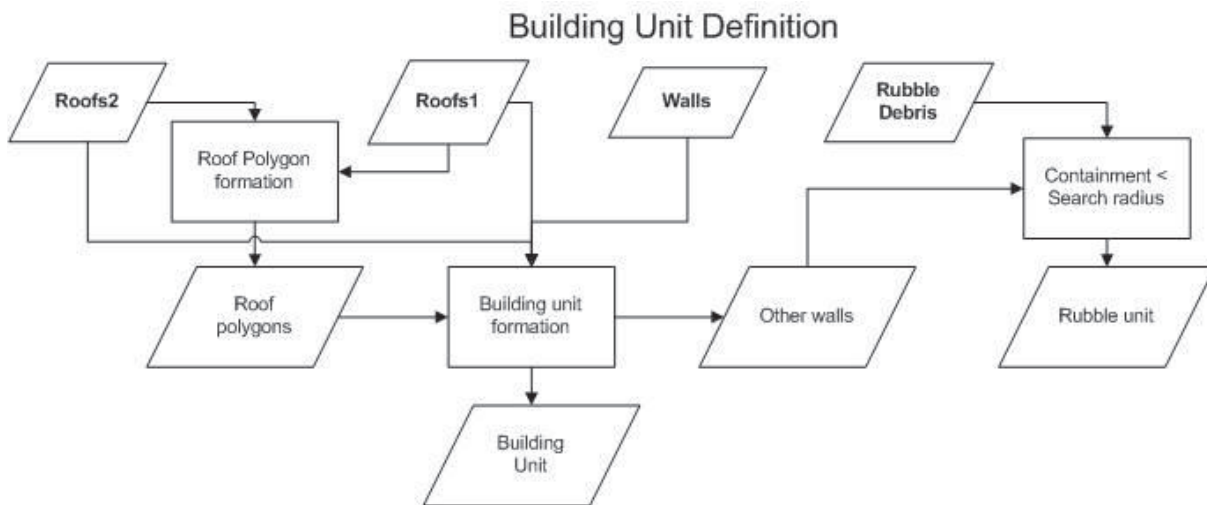 Building Unit Definition
Roofs2
Roofs1
Walls
Rubble
Debris
Roof Polygon
formation
Containment <
Search radius
Roof
polygons
Building unit
formation
Other walls
Rubble unit
Building
Unit